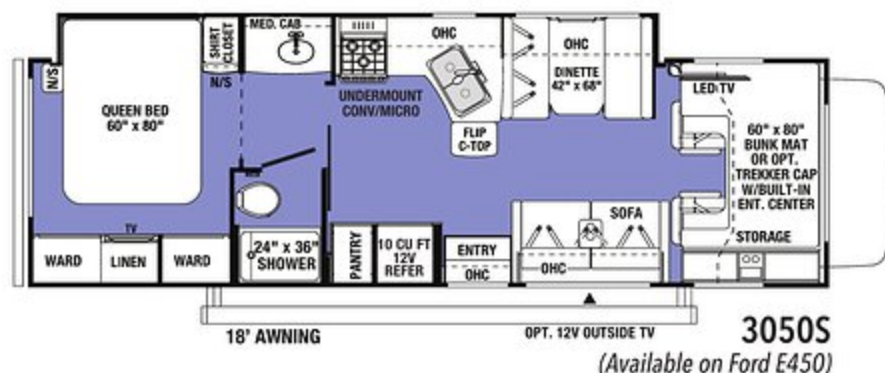 MED. CAB
SHIRT
CLOSET
N/S
N/S
QUEEN BED
60" x 80"
OHC
UNDERMOUNT
CONV/MICRO
FLIP
C-TOP
OHC
DINETTE
42" x 68"
LED TV
60" x 80"
BUNK MAT
OR OPT.
TREKKER CAP
W/BUILT-IN
ENT. CENTER
STORAGE
TV
WARD
LINEN
WARD
24" x 36"
SHOWER
PANTRY
10 CU FT
12V
REFER
ENTRY
OHC
SOFA
OHC
18' AWNING
OPT. 12V OUTSIDE TV
3050S
(Available on Ford E450)